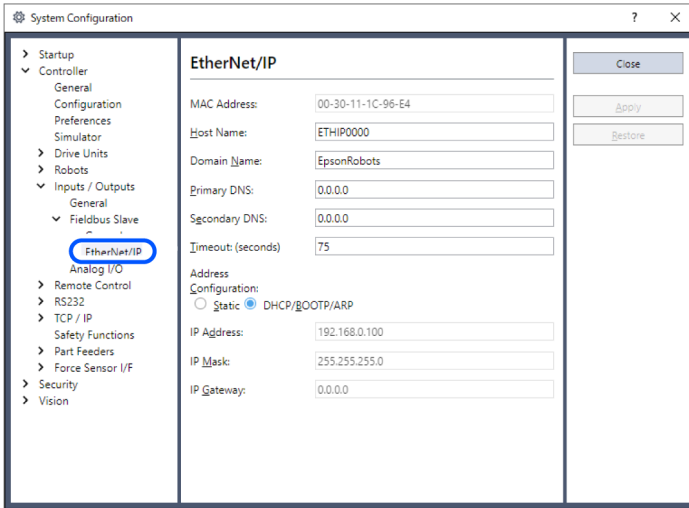 System Configuration
?
Startup
Controller
General
Configuration
Preferences
Simulator
Drive Units
Robots
Inputs / Outputs
General
Fieldbus Slave
EtherNet/IP
Analog I/O
Remote Control
RS232
TCP / IP
Safety Functions
Part Feeders
Force Sensor I/F
Security
Vision
EtherNet/IP
MAC Address: 00-30-11-1C-96-E4
Host Name: ETHIP0000
Domain Name: EpsonRobots
Primary DNS: 0.0.0.0
Secondary DNS: 0.0.0.0
Timeout: (seconds) 75
Address
Configuration:
Static DHCP/BOOTP/ARP
IP Address: 192.168.0.100
IP Mask: 255.255.255.0
IP Gateway: 0.0.0.0
Close
Apply
Restore